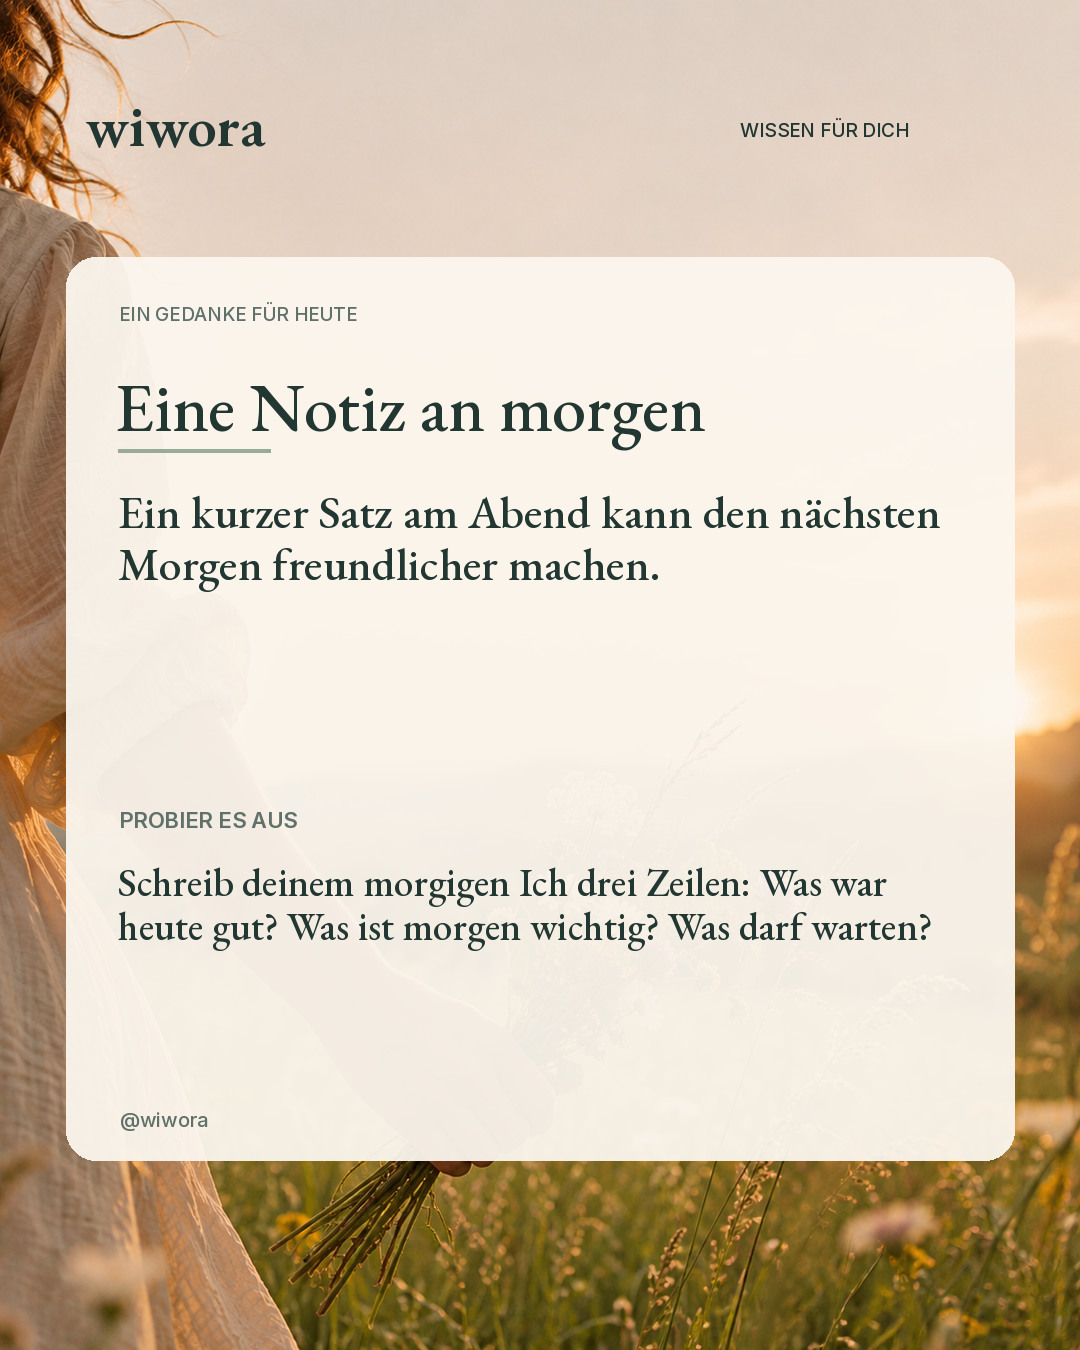 wiwora
WISSEN FÜR DICH
EIN GEDANKE FÜR HEUTE
Eine Notiz an morgen
Ein kurzer Satz am Abend kann den nächsten
Morgen freundlicher machen.
PROBIER ES AUS
Schreib deinem morgigen Ich drei Zeilen: Was war
heute gut? Was ist morgen wichtig? Was darf warten?
@wiwora